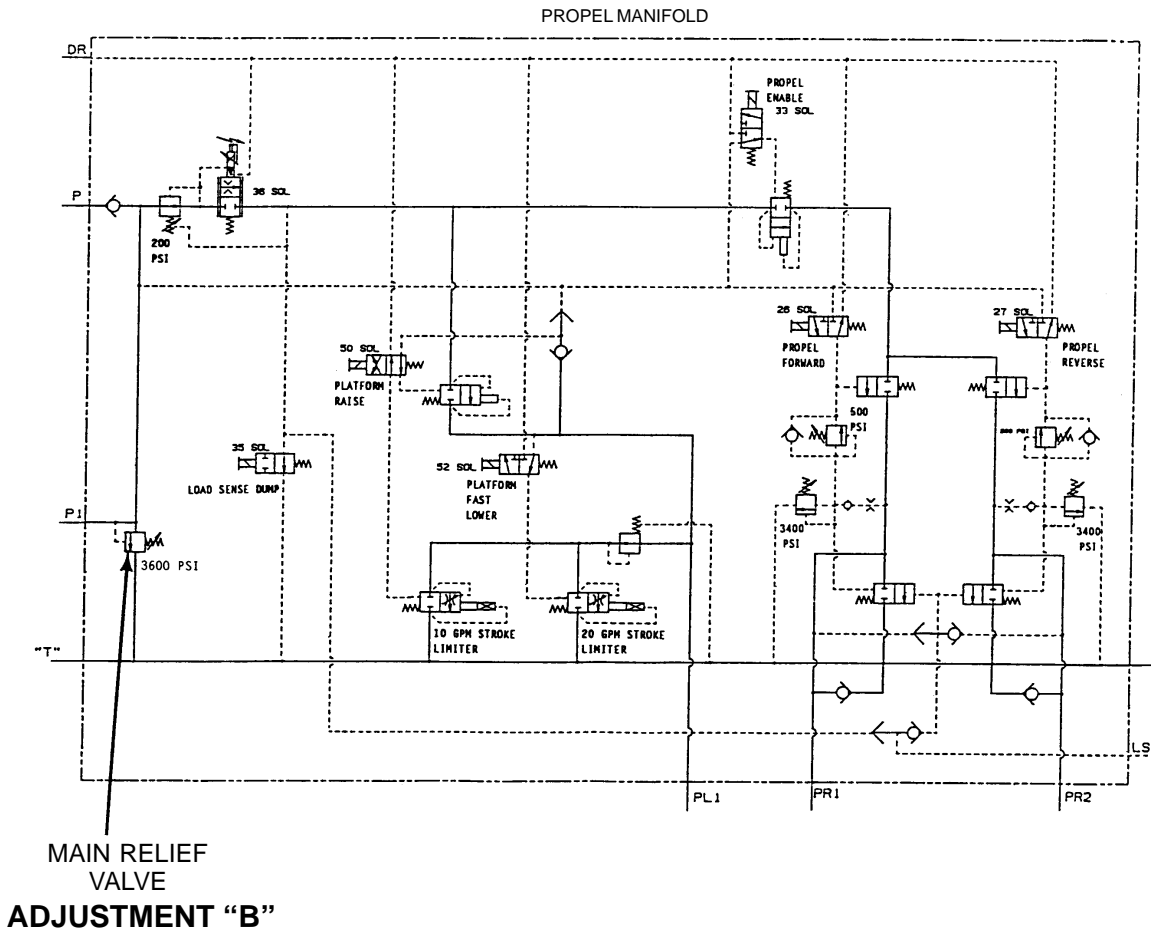 PROPEL MANIFOLD
DR
PROPEL
ENABLE
33 SOL
P
36 SOL
200
PSI
26 SOL
PROPEL
FORWARD
27 SOL
PROPEL
REVERSE
50 SOL
PLATFORM
RAISE
500
PSI
35 SOL
LOAD SENSE DUMP
52 SOL
PLATFORM
FAST
LOWER
P1
3600 PSI
3400
PSI
3400
PSI
10 GPM STROKE
LIMITER
20 GPM STROKE
LIMITER
"T"
LS
PL1
PR1
PR2
MAIN RELIEF
VALVE
ADJUSTMENT “B”